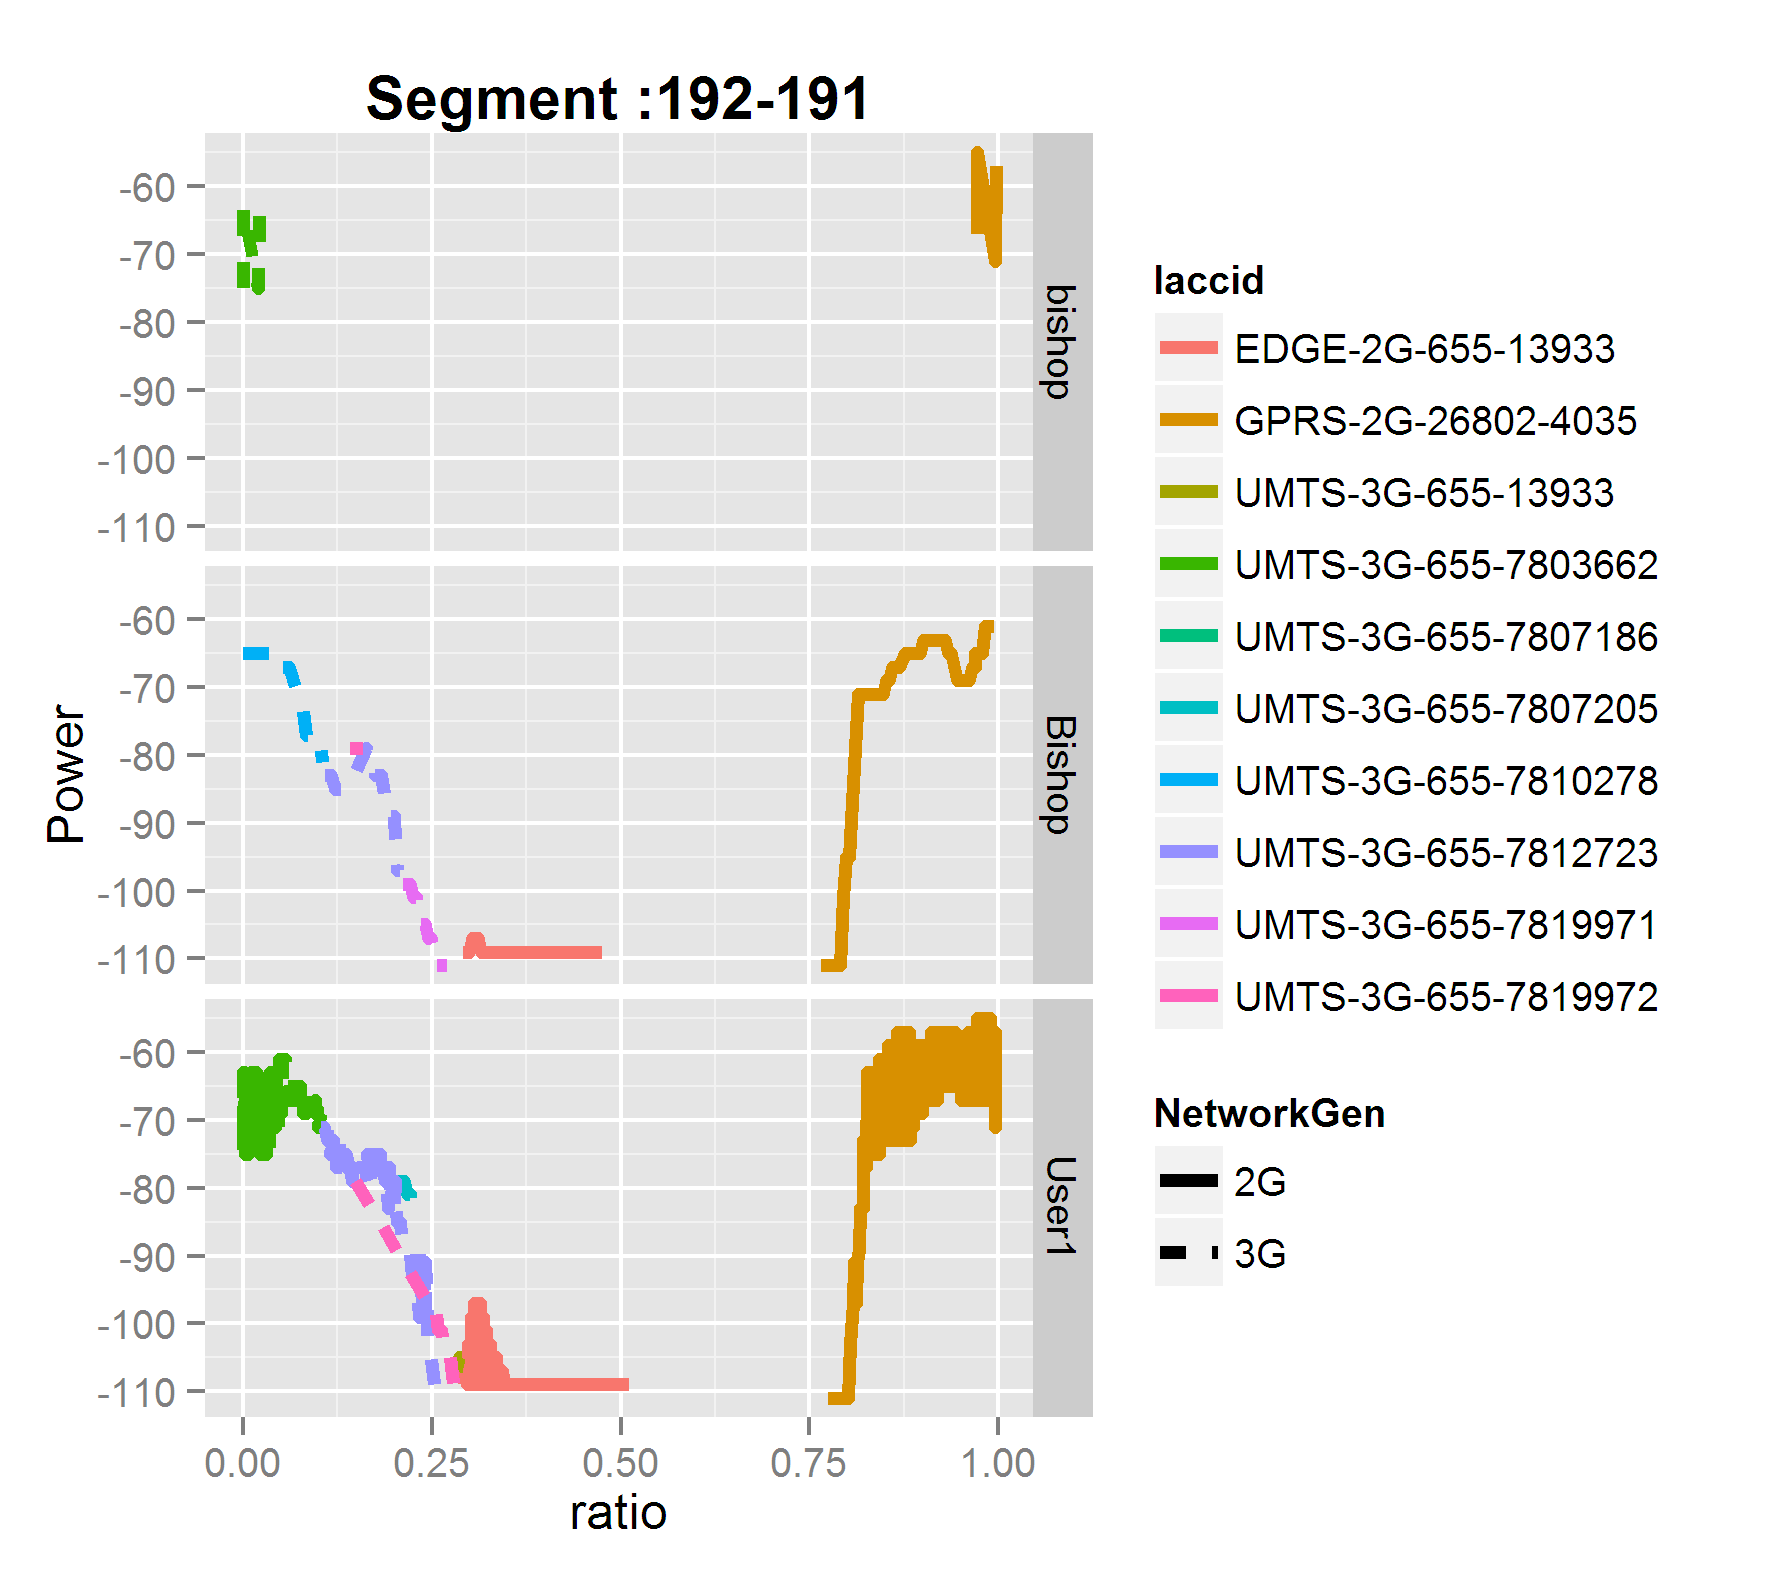 Segment :192-191
-60
-70
-80
-90
-100
-110
bishop
-60
-70
-80
-90
-100
-110
Bishop
-60
-70
-80
-90
-100
-110
User1
Power
0.00 0.25 0.50 0.75 1.00
ratio
laccid
EDGE-2G-655-13933
GPRS-2G-26802-4035
UMTS-3G-655-13933
UMTS-3G-655-7803662
UMTS-3G-655-7807186
UMTS-3G-655-7807205
UMTS-3G-655-7810278
UMTS-3G-655-7812723
UMTS-3G-655-7819971
UMTS-3G-655-7819972
NetworkGen
2G
3G